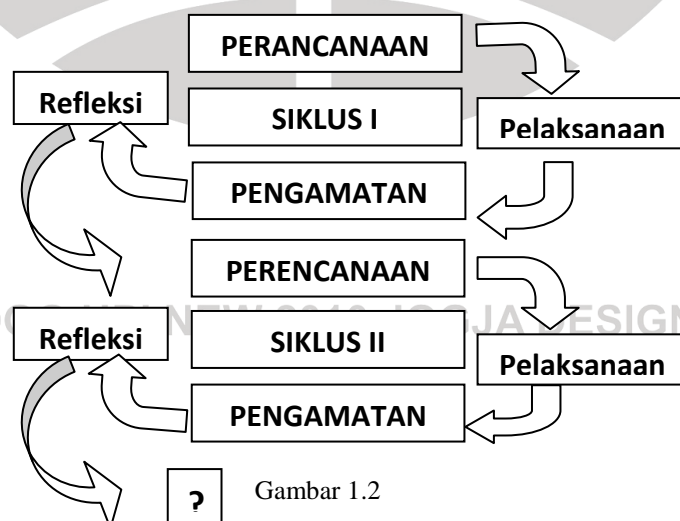 PERANCANAAN
Refleksi
SIKLUS I
Pelaksanaan
PENGAMATAN
PERENCANAAN
Refleksi
SIKLUS II
Pelaksanaan
PENGAMATAN
?
Gambar 1.2